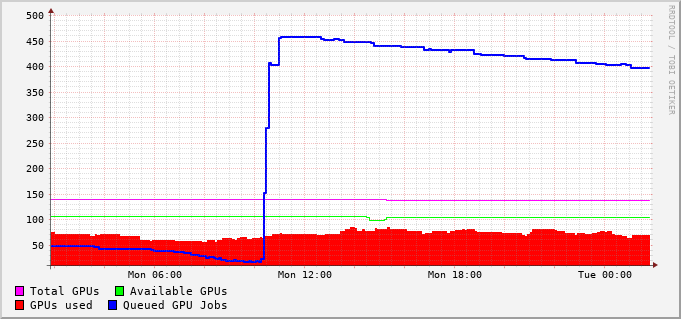 500
450
400
350
300
250
200
150
100
50
Mon 06:00 Mon 12:00 Mon 18:00 Tue 00:00
Total GPUs Available GPUs
GPUs used Queued GPU Jobs
RRDTOOL / TOBI OETIKER